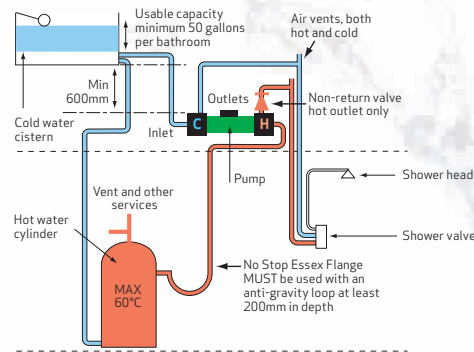 Usable capacity
minimum 50 gallons
per bathroom
Air vents, both
hot and cold
Min
600mm
Outlets
Non-return valve
hot outlet only
Cold water
cistern
Inlet
C
H
Pump
Shower head
Vent and other
services
Hot water
cylinder
Shower valve
MAX
60°C
No Stop Essex Flange
MUST be used with an
anti-gravity loop at least
200mm in depth